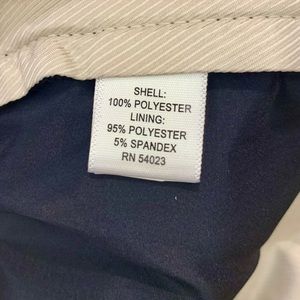 SHELL:
100% POLYESTER
LINING:
95% POLYESTER
5% SPANDEX
RN 54023